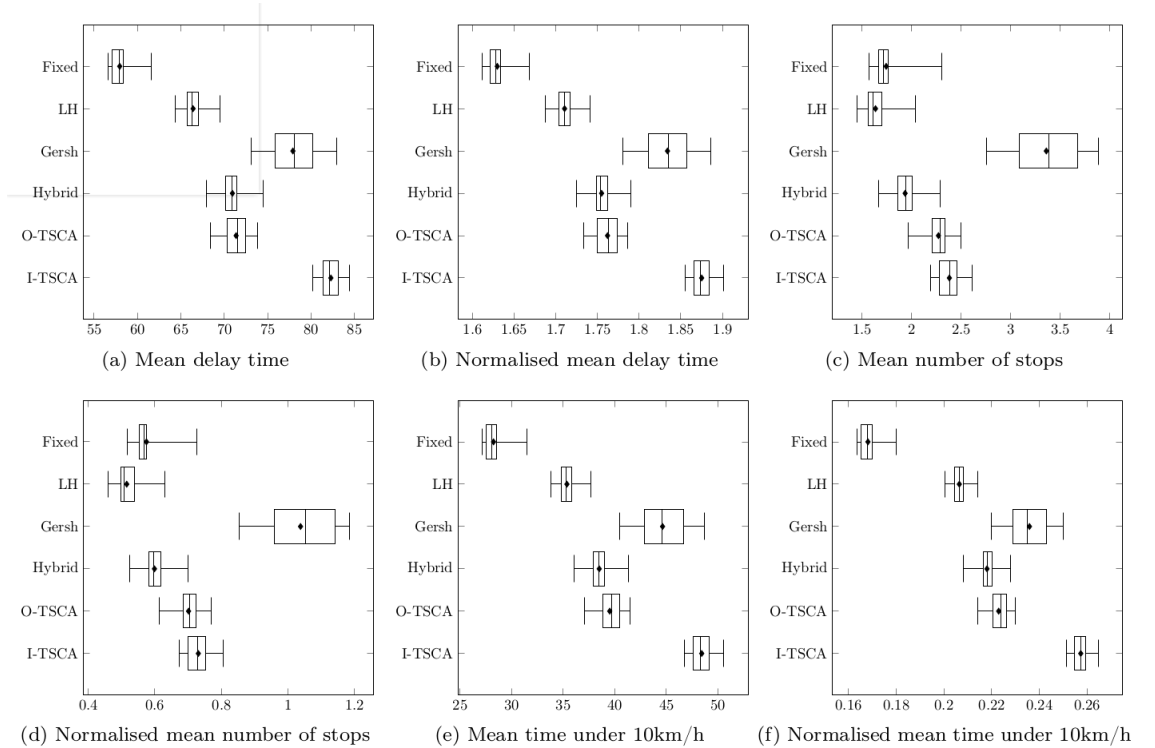 Fixed
LH
Gersh
Hybrid
O-TSCA
I-TSCA
55 60 65 70 75 80 85
(a) Mean delay time
Fixed
LH
Gersh
Hybrid
O-TSCA
I-TSCA
1.6 1.65 1.7 1.75 1.8 1.85 1.9
(b) Normalised mean delay time
Fixed
LH
Gersh
Hybrid
O-TSCA
I-TSCA
1.5 2 2.5 3 3.5 4
(c) Mean number of stops
Fixed
LH
Gersh
Hybrid
O-TSCA
I-TSCA
0.4 0.6 0.8 1 1.2
(d) Normalised mean number of stops
Fixed
LH
Gersh
Hybrid
O-TSCA
I-TSCA
25 30 35 40 45 50
(e) Mean time under 10km/h
Fixed
LH
Gersh
Hybrid
O-TSCA
I-TSCA
0.16 0.18 0.2 0.22 0.24 0.26
(f) Normalised mean time under 10km/h